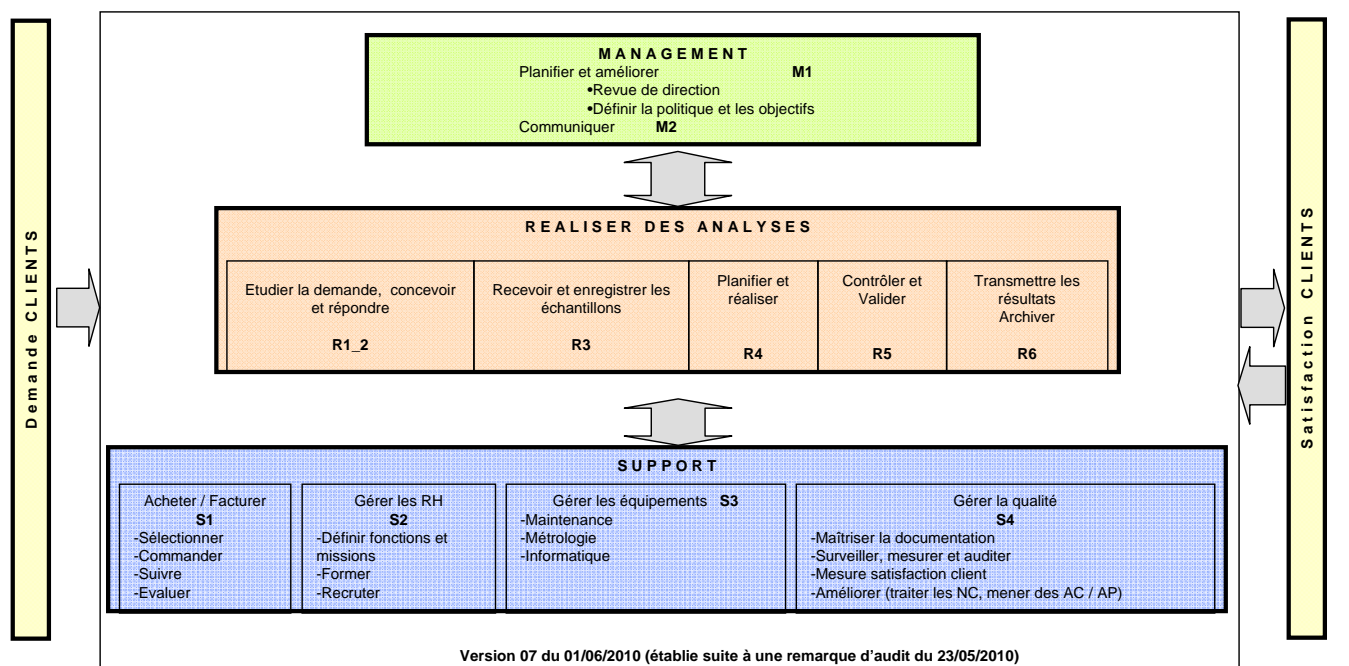 Demande CLIENTS
MANAGEMENT
Planifier et améliorer M1
•Revue de direction
•Définir la politique et les objectifs
Communiquer M2
REALISER DES ANALYSES
Etudier la demande, concevoir
et répondre
R1_2
Recevoir et enregistrer les
échantillons
R3
Planifier et
réaliser
R4
Contrôler et
Valider
R5
Transmettre les
résultats
Archiver
R6
SUPPORT
Acheter / Facturer
S1
-Sélectionner
-Commander
-Suivre
-Evaluer
Gérer les RH
S2
-Définir fonctions et
missions
-Former
-Recruter
Gérer les équipements S3
-Maintenance
-Métrologie
-Informatique
Gérer la qualité
S4
-Maîtriser la documentation
-Surveiller, mesurer et auditer
-Mesure satisfaction client
-Améliorer (traiter les NC, mener des AC / AP)
Satisfaction CLIENTS
Version 07 du 01/06/2010 (établie suite à une remarque d'audit du 23/05/2010)